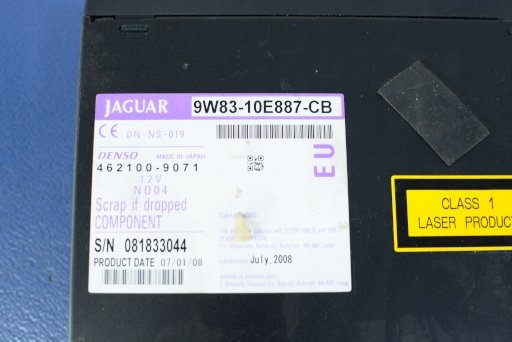 JAGUAR 9W83-10E887-CB
CE DN-NS-019
DENSO MADE IN JAPAN
462100-9071
12V
ND04
Scrap if dropped
COMPONENT
S/N 081833044
PRODUCT DATE 07/01/08
EU
manufactured July, 2008
CLASS 1
LASER PRODUCT